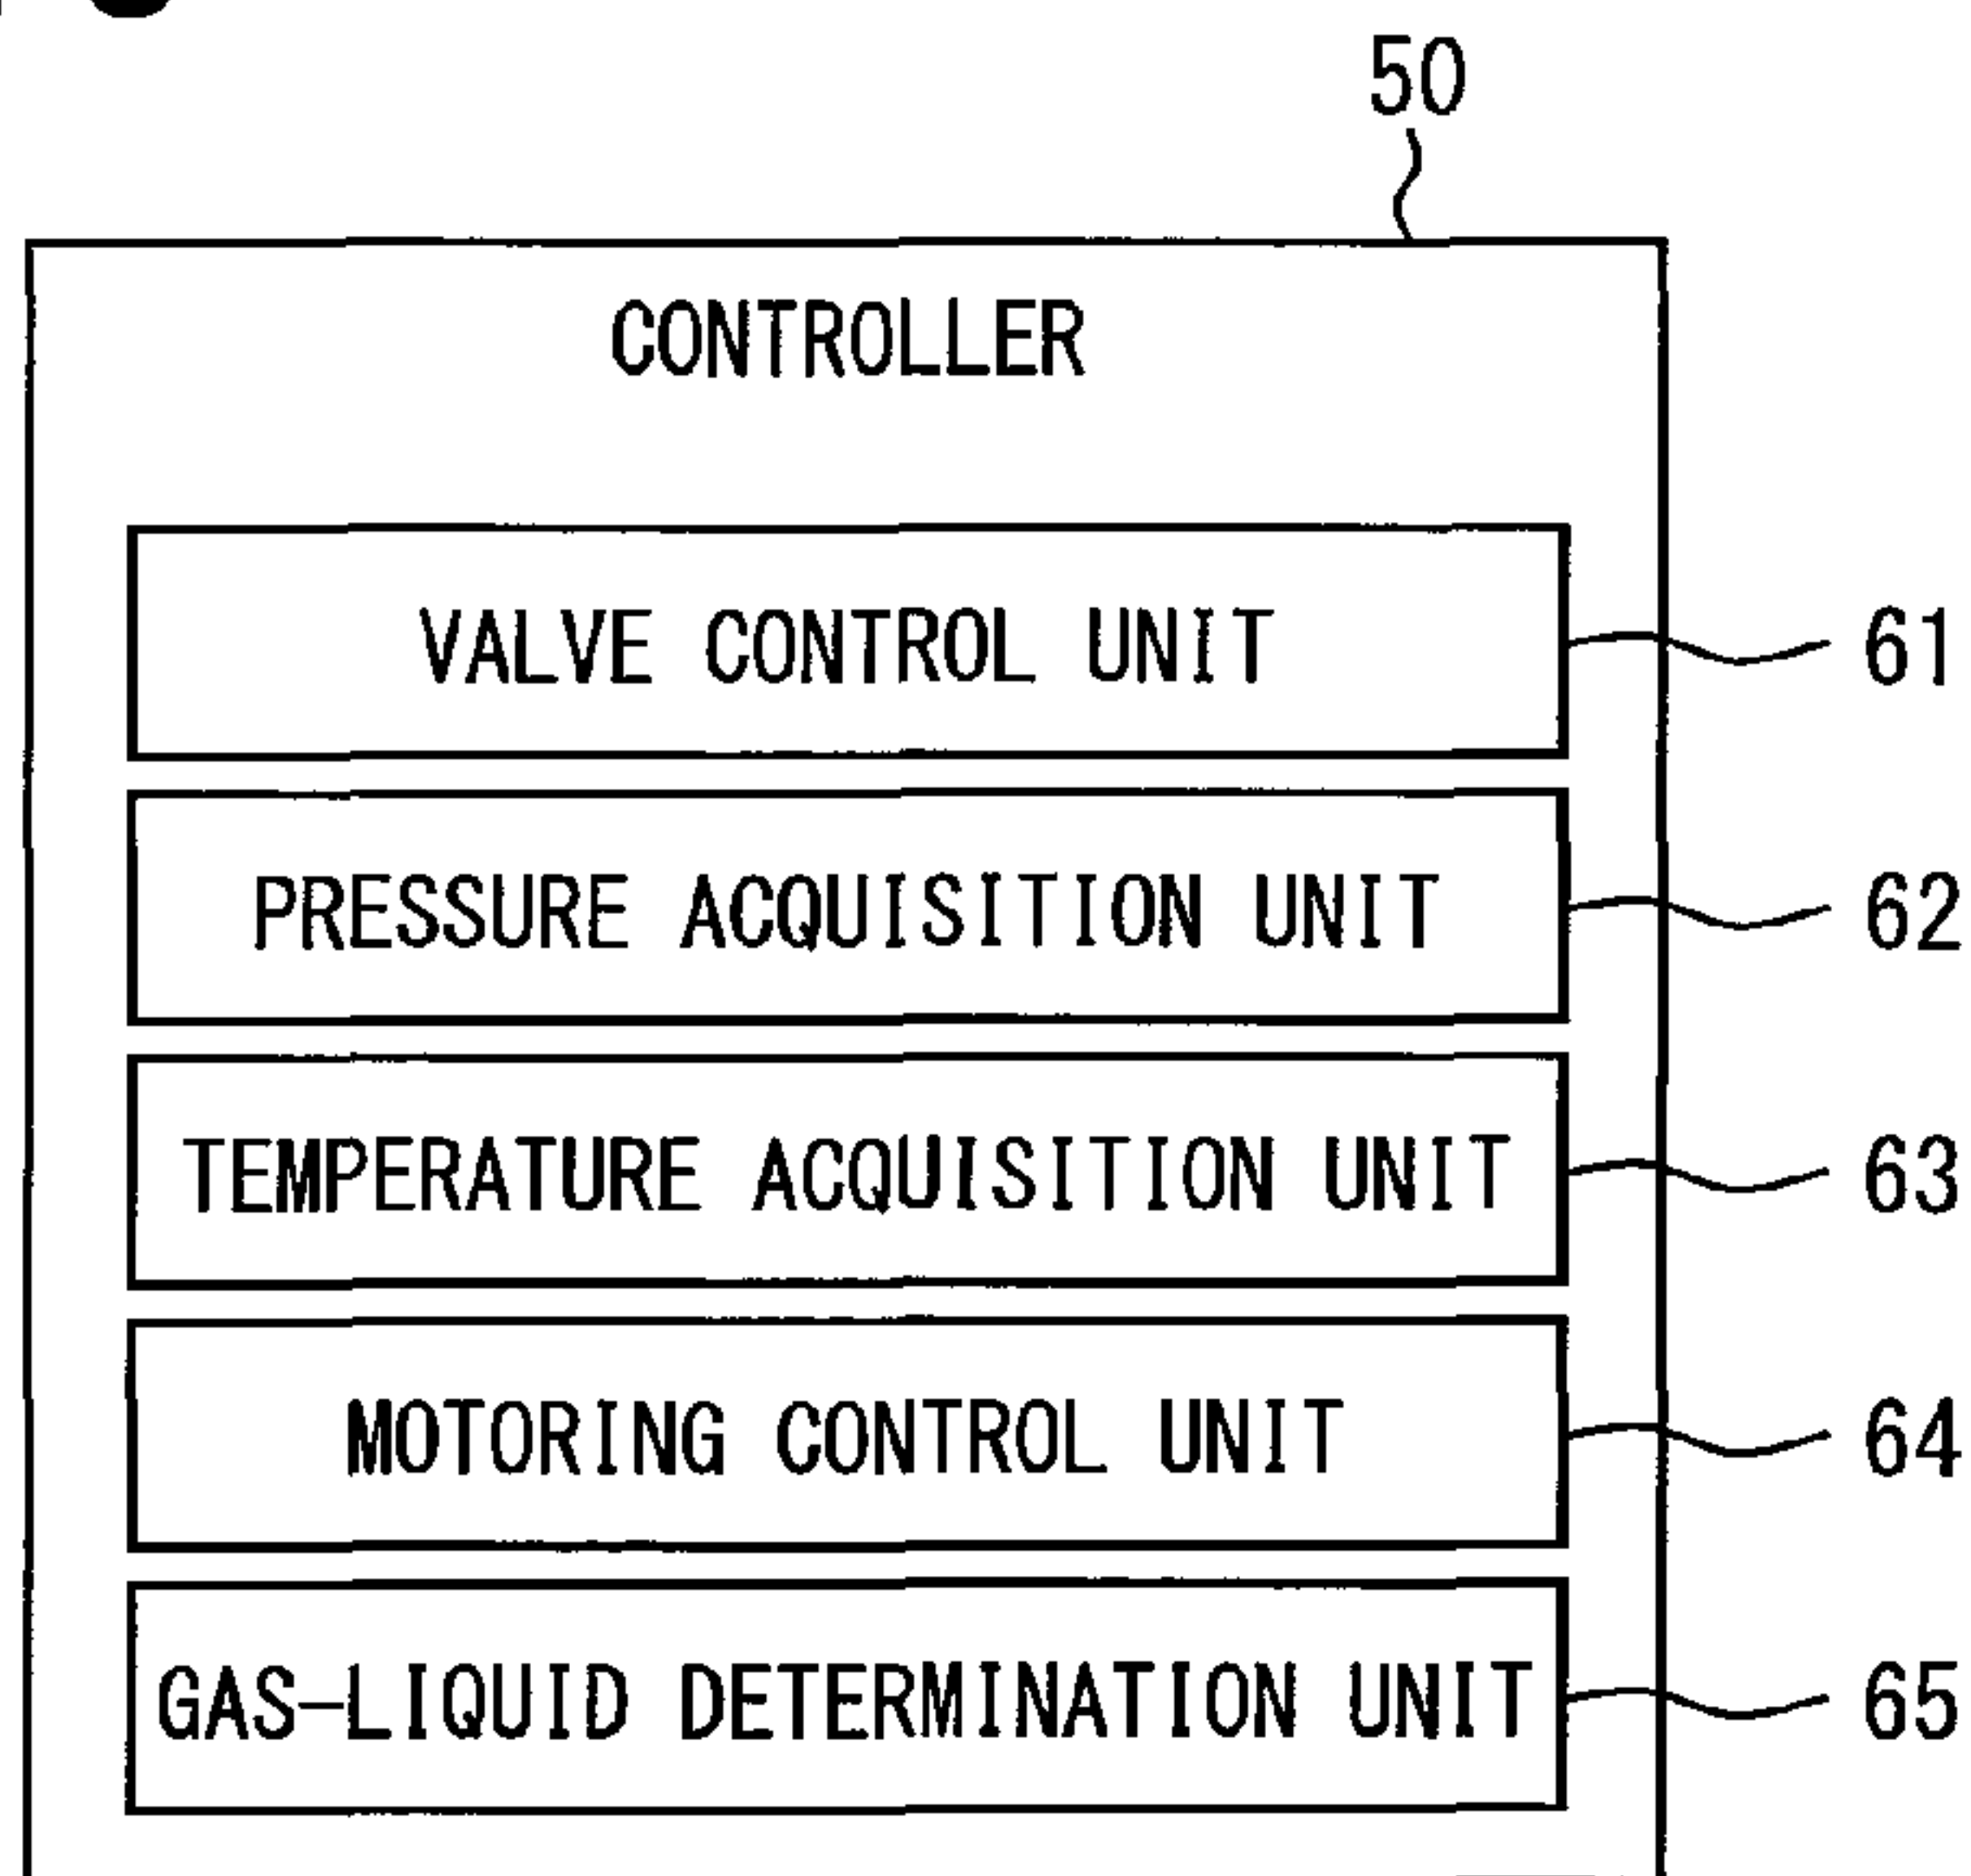 50
CONTROLLER
VALVE CONTROL UNIT 61
PRESSURE ACQUISITION UNIT 62
TEMPERATURE ACQUISITION UNIT 63
MOTORING CONTROL UNIT 64
GAS-LIQUID DETERMINATION UNIT 65